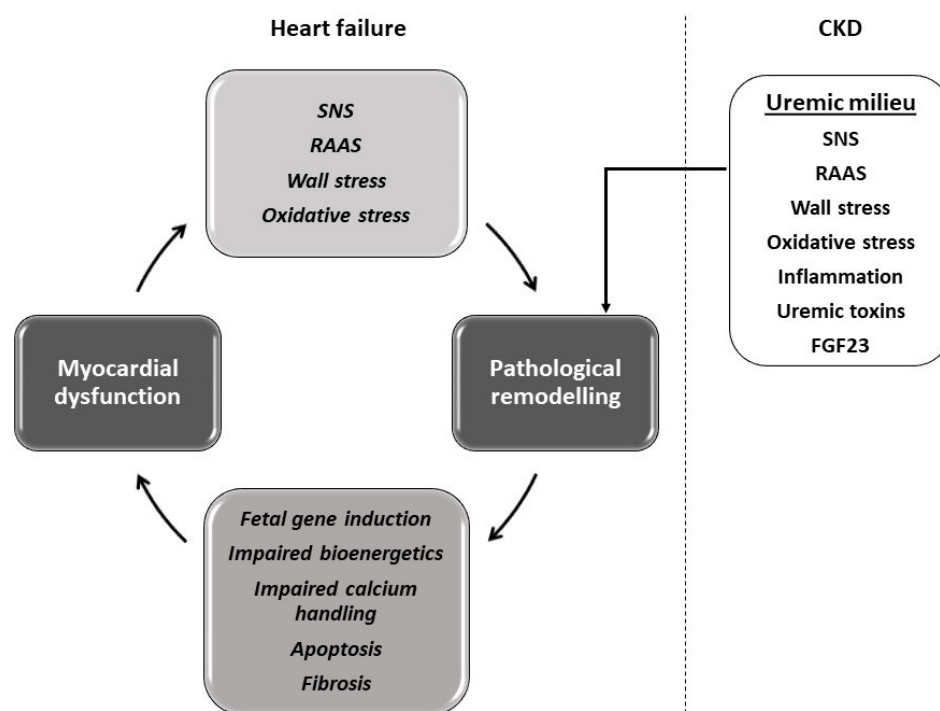 Heart failure
CKD
SNS
RAAS
Wall stress
Oxidative stress
Uremic milieu
SNS
RAAS
Wall stress
Oxidative stress
Inflammation
Uremic toxins
FGF23
Myocardial
dysfunction
Pathological
remodelling
Fetal gene induction
Impaired bioenergetics
Impaired calcium
handling
Apoptosis
Fibrosis